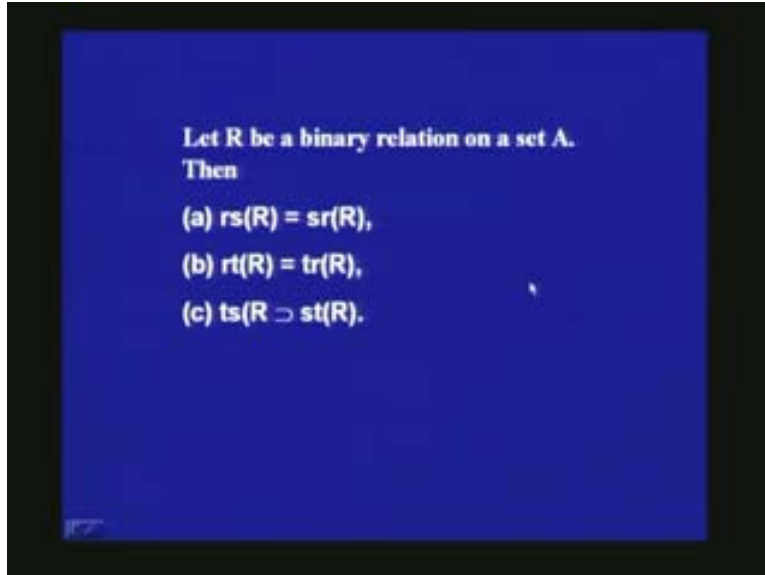 Let R be a binary relation on a set A.
Then
(a) rs(R) = sr(R),
(b) rt(R) = tr(R),
(c) ts(R ⊃ st(R).